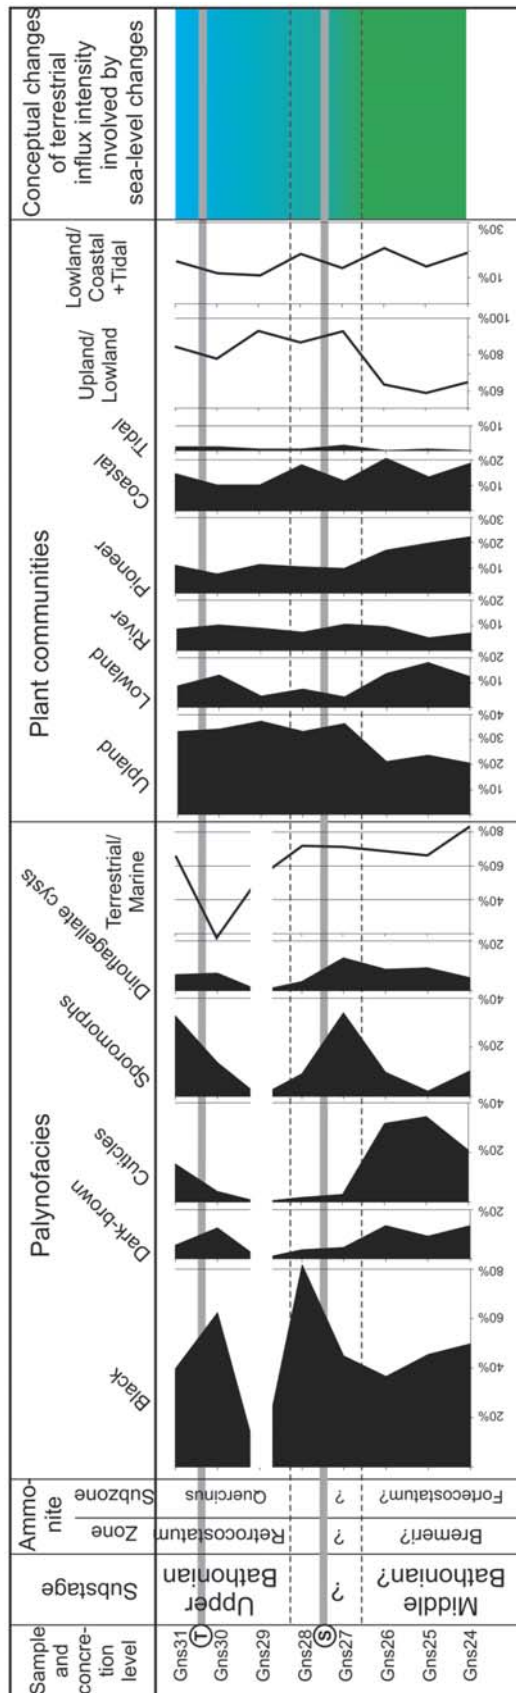 Sample
and
concre-
tion
level
Substage
Ammo-
nite
Zone
Subzone
Palynofacies
Black
Dark-brown
Cuticles
Sporomorphs
Dinoflagellate cysts
Terrestrial/
Marine
Plant communities
Upland
Lowland
River
Pioneer
Coastal
Tidal
Upland/
Lowland
Lowland/
Coastal
+Tidal
Conceptual changes
of terrestrial
influx intensity
involved by
sea-level changes
Gns31
T
Gns30
Gns29
Gns28
S
Gns27
Gns26
Gns25
Gns24
Upper
Bathonian
?
Middle
Bathonian?
Retrocostatum
?
Bremeri?
Quercinus
?
Fortecostatum?
20% 40% 60% 80%
20%
20% 40%
20% 40%
20%
40% 60% 80%
10% 20% 30% 40%
10% 20%
10% 20%
10% 20% 30%
10% 20%
10%
60% 80% 100%
10% 30%